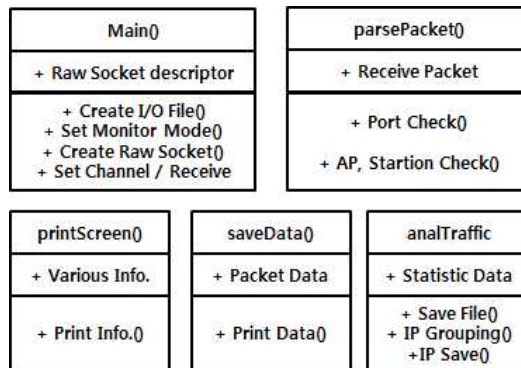 Main()
+ Raw Socket descriptor
+ Create I/O File()
+ Set Monitor Mode()
+ Create Raw Socket()
+ Set Channel / Receive
parsePacket()
+ Receive Packet
+ Port Check()
+ AP, Startion Check()
printScreen()
+ Various Info.
+ Print Info.()
saveData()
+ Packet Data
+ Print Data()
analTraffic
+ Statistic Data
+ Save File()
+ IP Grouping()
+IP Save()